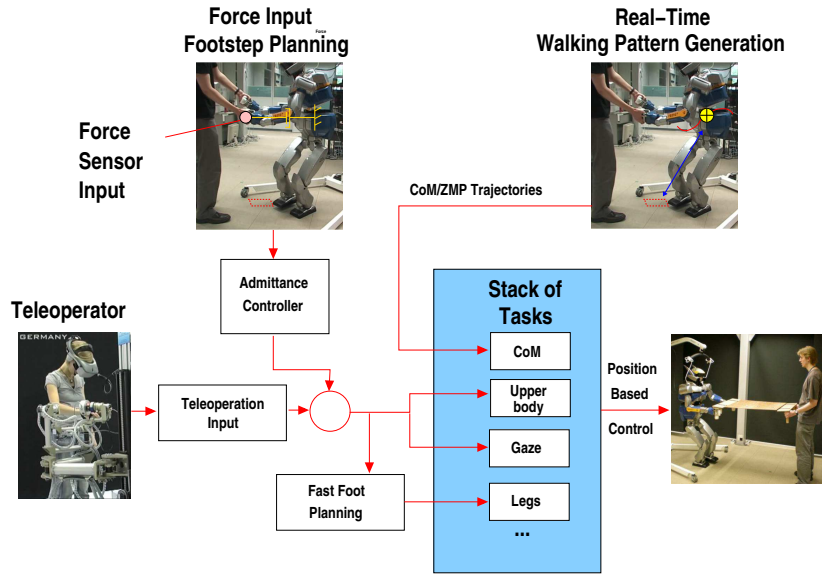 Force Input
Footstep Planning
Force
Real-Time
Walking Pattern Generation
Force
Sensor
Input
CoM/ZMP Trajectories
Admittance
Controller
Stack of
Tasks
Teleoperator
GERMANY
CoM
Position
Based
Control
Upper
body
Teleoperation
Input
Gaze
Fast Foot
Planning
Legs
...